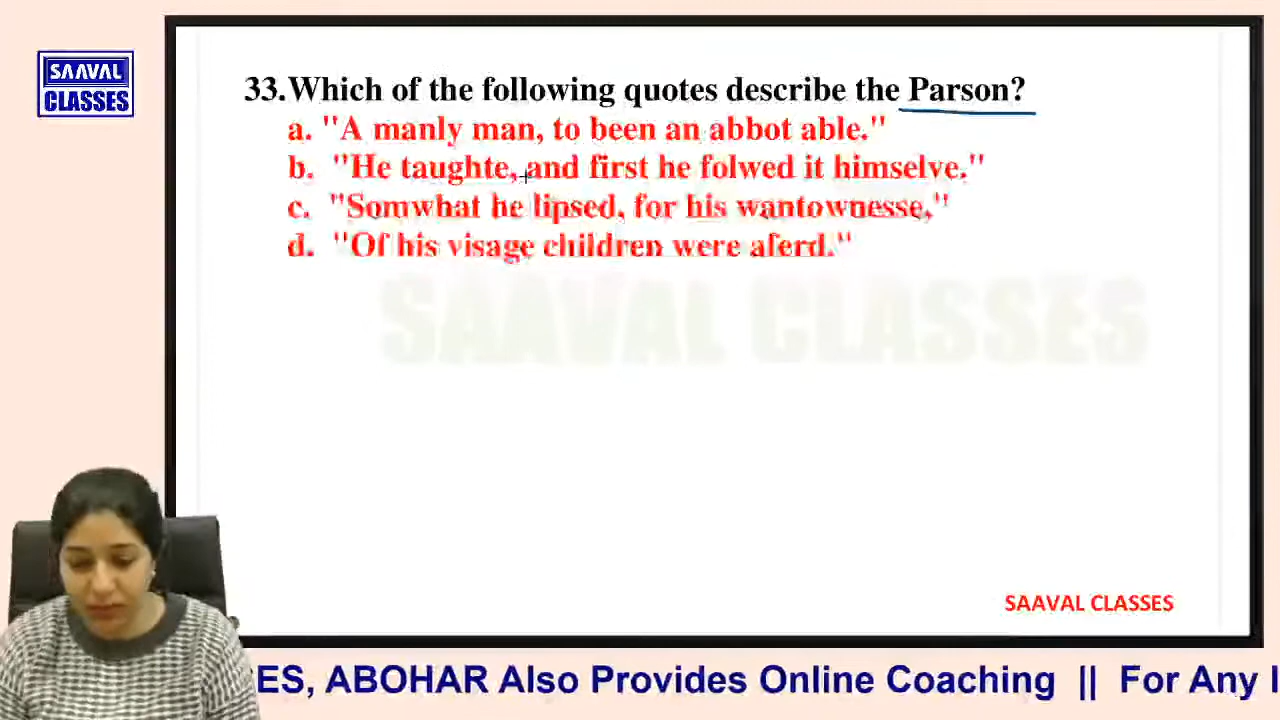 SAAVAL
CLASSES
33.Which of the following quotes describe the Parson?
a. "A manly man, to been an abbot able."
b. "He taughte, and first he folwed it himselve."
c. "Somwhat he lipsed, for his wantownesse,"
d. "Of his visage children were aferd."
SAAVAL CLASSES
SAAVAL CLASSES
ES, ABOHAR Also Provides Online Coaching || For Any I